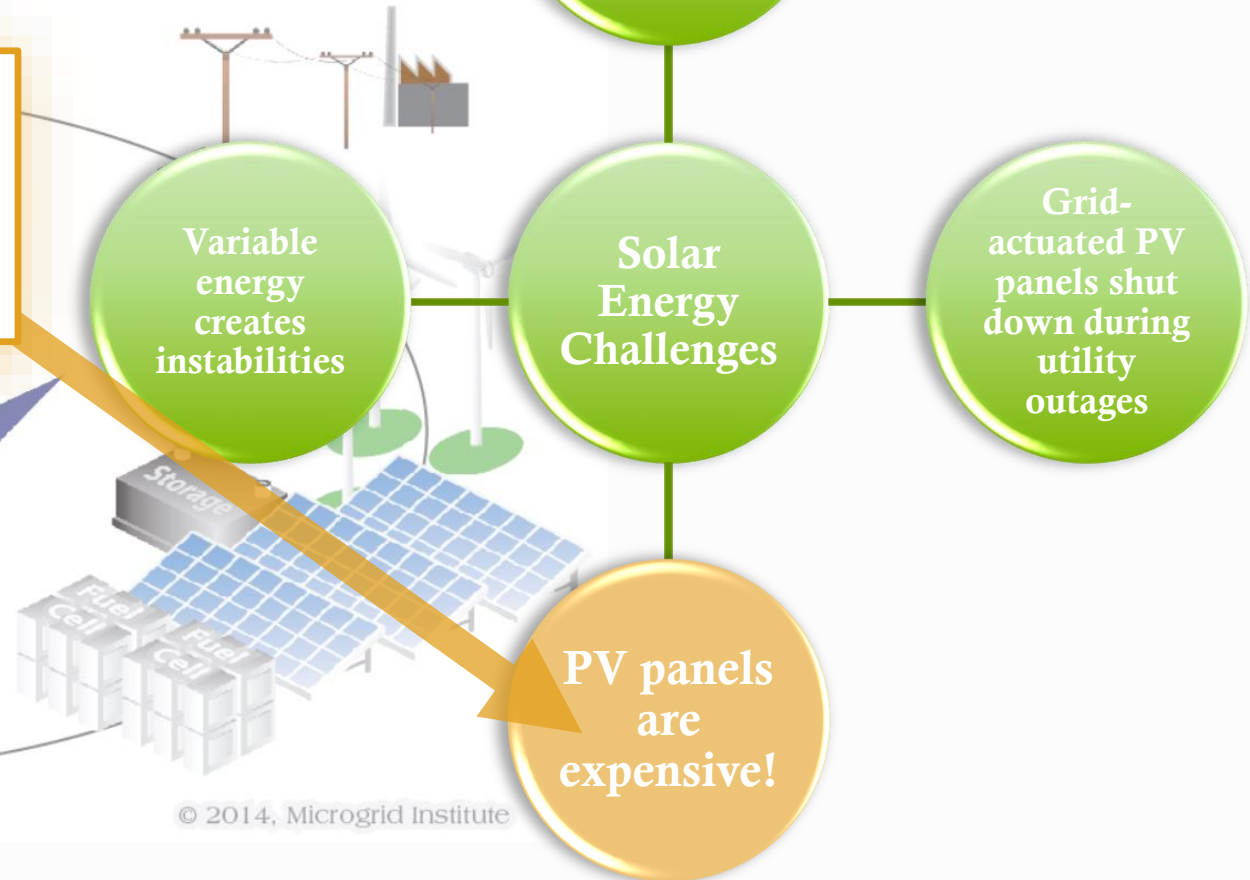 Variable
energy
creates
instabilities
Solar
Energy
Challenges
Grid-
actuated PV
panels shut
down during
utility
outages
Storage
Fuel
Cell
Fuel
Cell
PV panels
are
expensive!
© 2014, Microgrid Institute